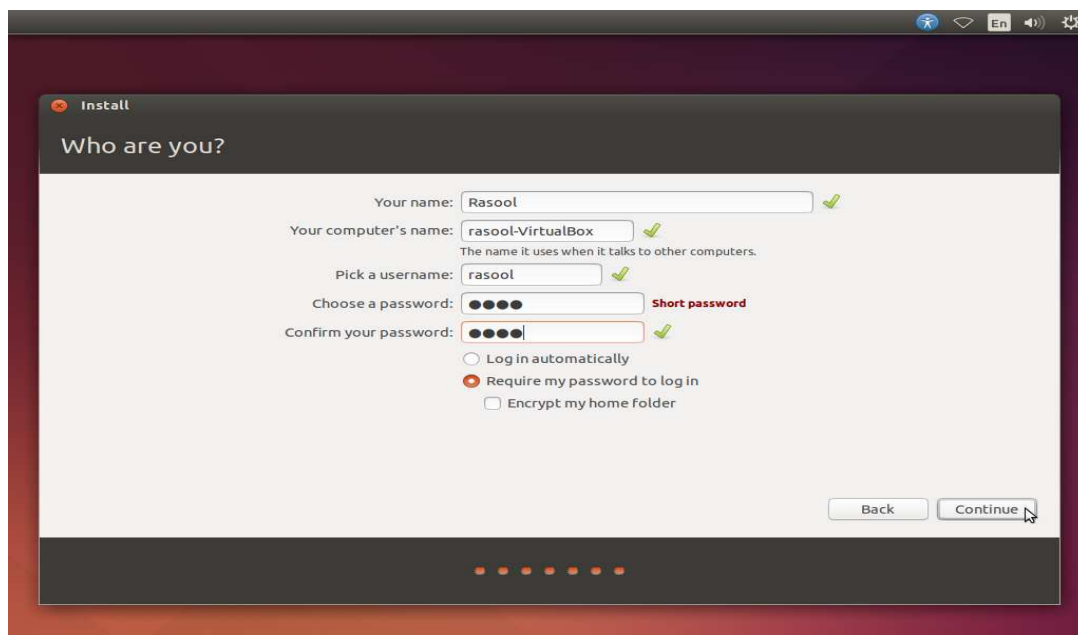 En
Install
Who are you?
Your name: Rasool
Your computer's name: rasool-VirtualBox
The name it uses when it talks to other computers.
Pick a username: rasool
Choose a password: ●●●● Short password
Confirm your password: ●●●●
Log in automatically
Require my password to log in
Encrypt my home folder
Back Continue